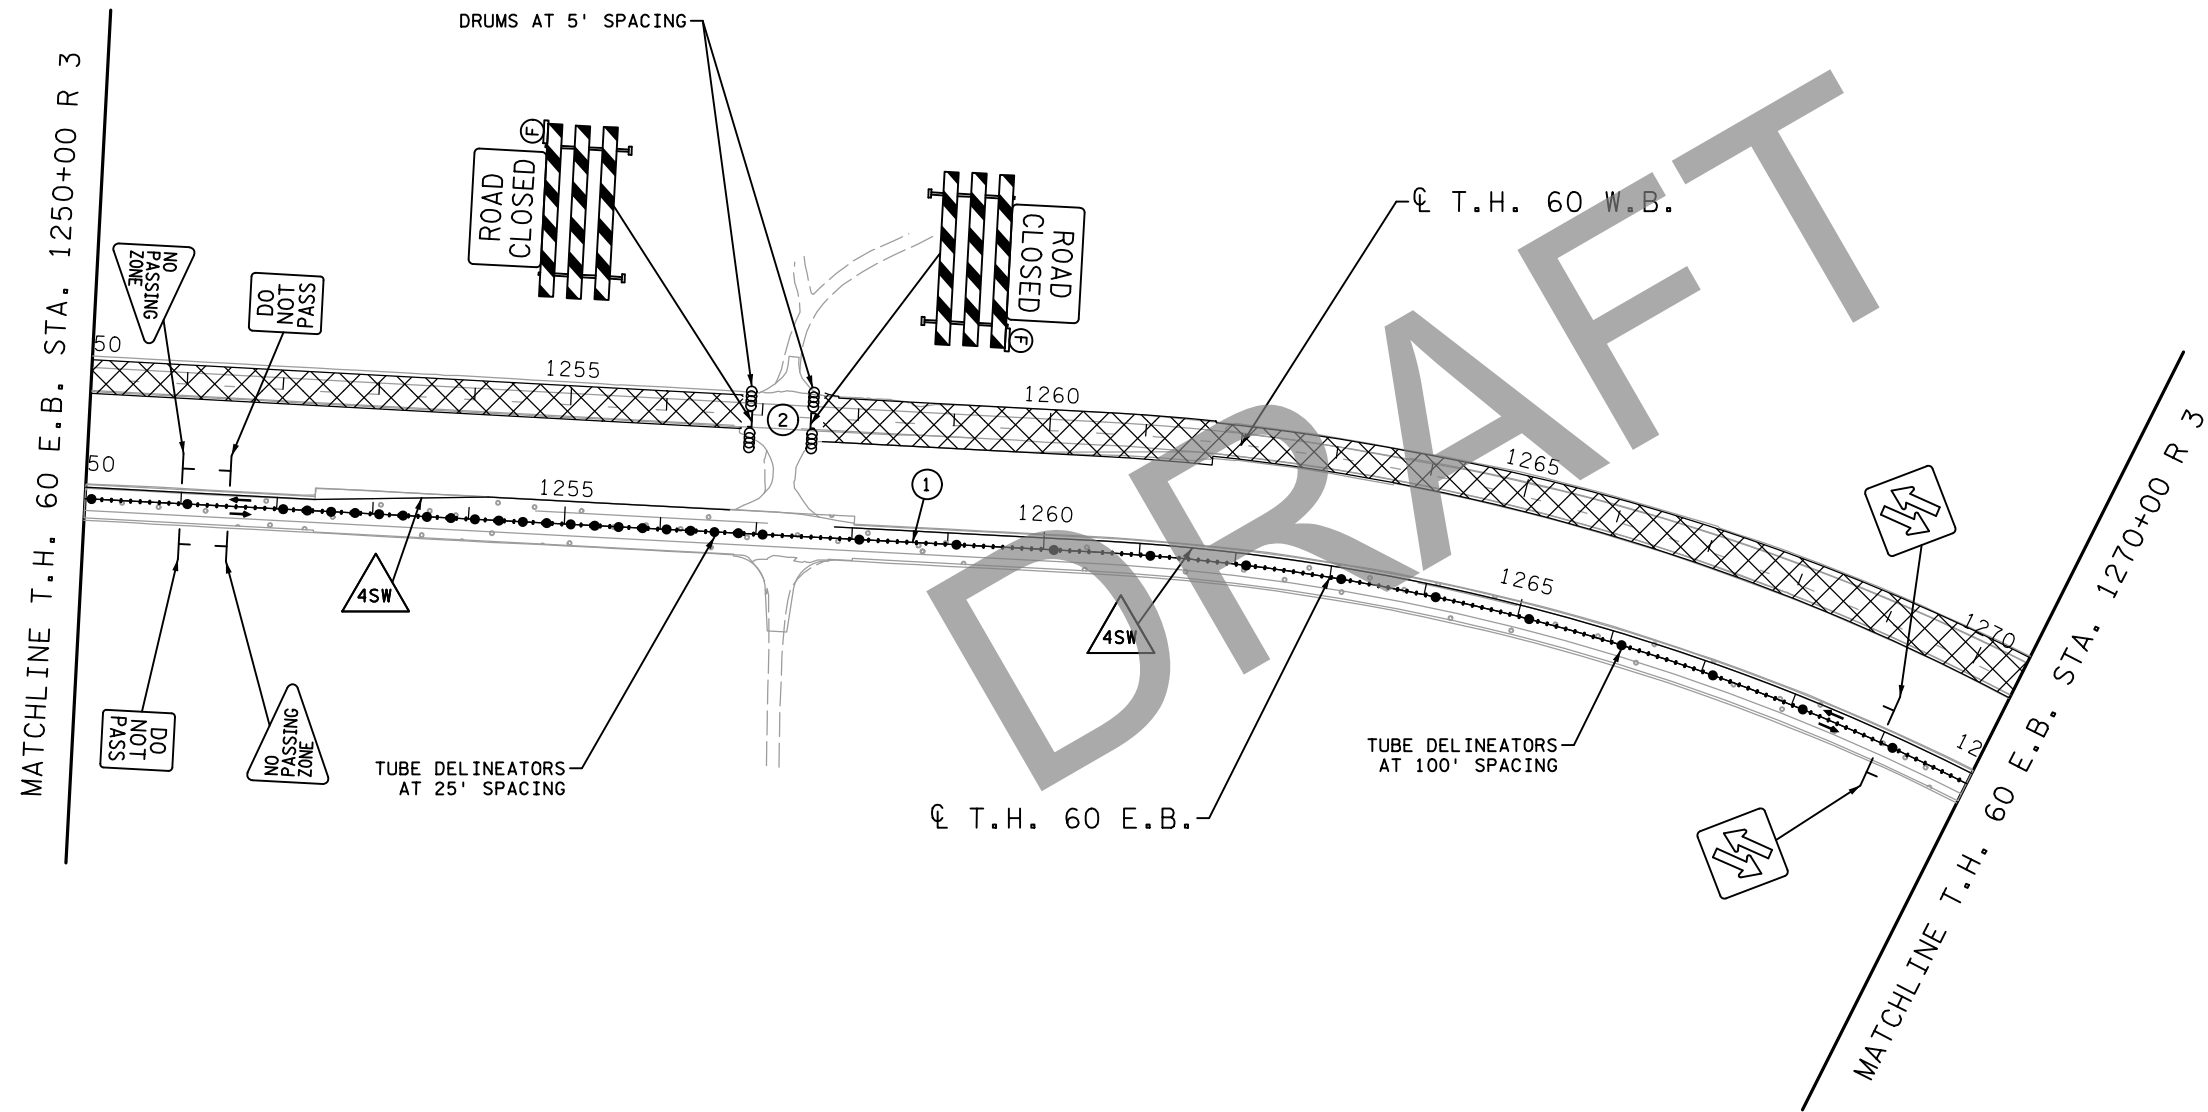 DRUMS AT 5' SPACING
MATCHLINE T.H. 60 E.B. STA. 1250+00 R 3
F
ROAD
CLOSED
ROAD
CLOSED
F
℄ T.H. 60 W.B.
NO
PASSING
ZONE
DO
NOT
PASS
50
1255
1260
1265
1270
2
50
1255
1
1260
1265
12
4SW
4SW
DO
NOT
PASS
NO
PASSING
ZONE
TUBE DELINEATORS
AT 25' SPACING
℄ T.H. 60 E.B.
TUBE DELINEATORS
AT 100' SPACING
MATCHLINE T.H. 60 E.B. STA. 1270+00 R 3
DRAFT